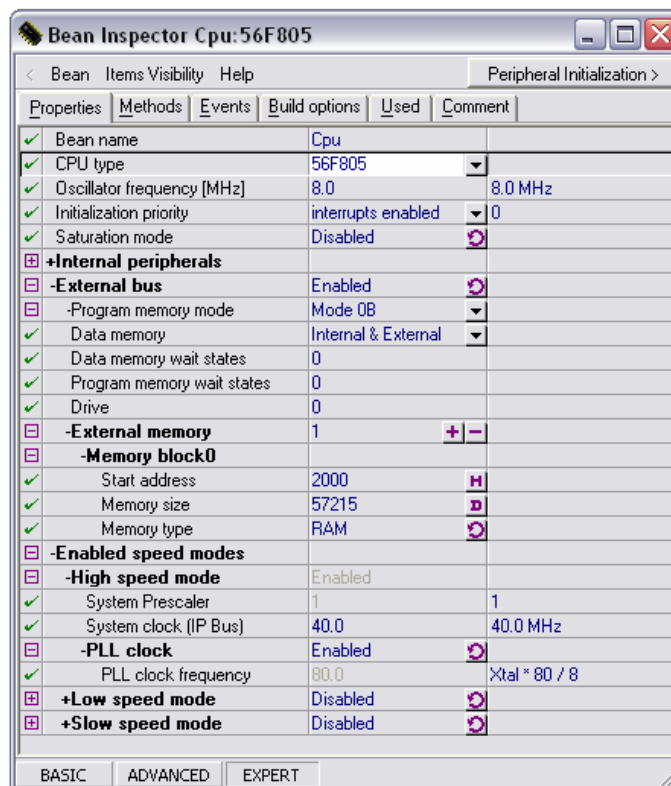 Bean Inspector Cpu:56F805
< Bean Items Visibility Help Peripheral Initialization >
Properties Methods Events Build options Used Comment
Bean name Cpu
CPU type 56F805
Oscillator frequency [MHz] 8.0 8.0 MHz
Initialization priority interrupts enabled 0
Saturation mode Disabled
+Internal peripherals
-External bus Enabled
-Program memory mode Mode 0B
Data memory Internal & External
Data memory wait states 0
Program memory wait states 0
Drive 0
-External memory 1 + -
-Memory block0
Start address 2000 H
Memory size 57215 D
Memory type RAM
-Enabled speed modes
-High speed mode Enabled
System Prescaler 1 1
System clock (IP Bus) 40.0 40.0 MHz
-PLL clock Enabled
PLL clock frequency 80.0 Xtal * 80 / 8
+Low speed mode Disabled
+Slow speed mode Disabled
BASIC ADVANCED EXPERT